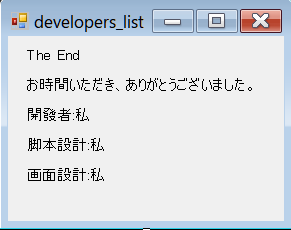 developers_list
The End
お時間いただき、ありがとうございました。
開發者:私
脚本設計:私
画面設計:私